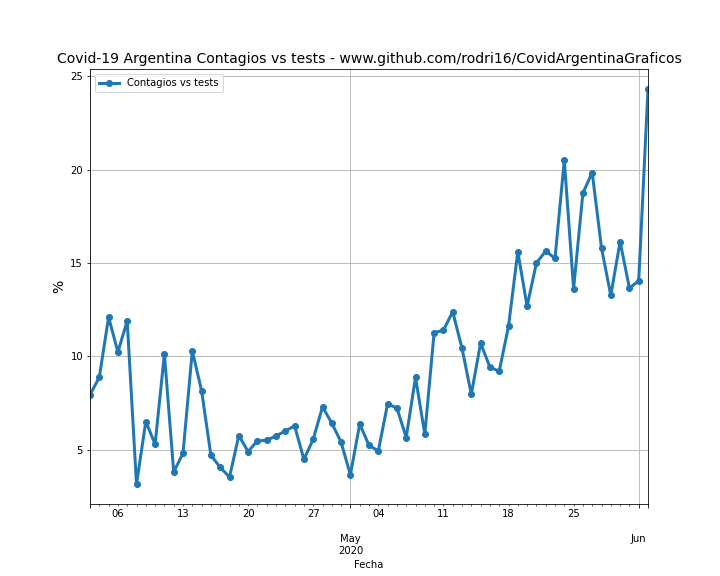 Covid-19 Argentina Contagios vs tests - www.github.com/rodri16/CovidArgentinaGraficos
Contagios vs tests
25
20
15
10
5
%
06 13 20 27 04 11 18 25
May Jun
2020
Fecha